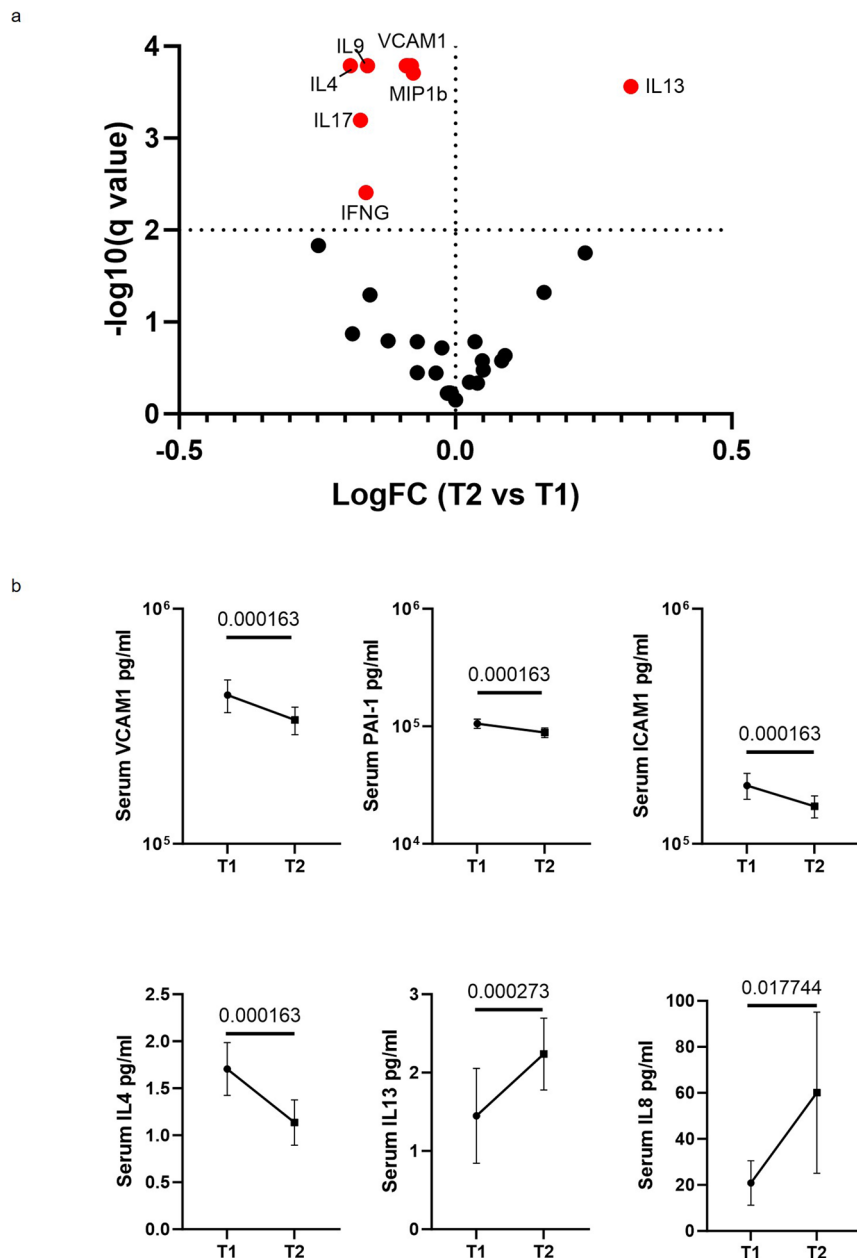 a
4
3
2
1
0
-log10(q value)
IL9
VCAM1
IL4
MIP1b
IL13
IL17
IFNG
-0.5
0.0
0.5
LogFC (T2 vs T1)
b
Serum VCAM1 pg/ml
10⁶
10⁵
0.000163
T1
T2
Serum PAI-1 pg/ml
10⁶
10⁵
10⁴
0.000163
T1
T2
Serum ICAM1 pg/ml
10⁶
10⁵
0.000163
T1
T2
Serum IL4 pg/ml
2.5
2.0
1.5
1.0
0.5
0.0
0.000163
T1
T2
Serum IL13 pg/ml
3
2
1
0
0.000273
T1
T2
Serum IL8 pg/ml
100
80
60
40
20
0
0.017744
T1
T2